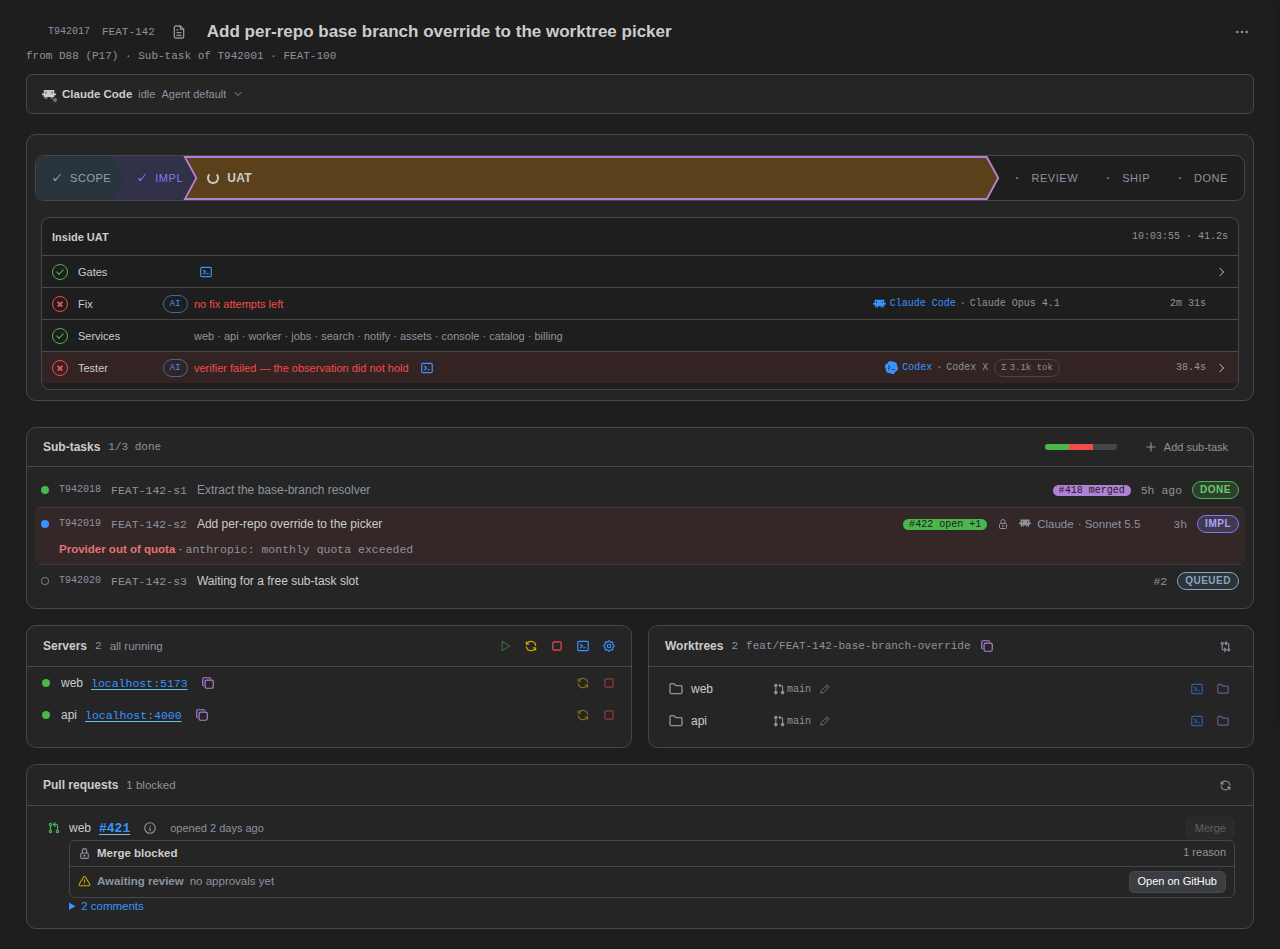 T942017 FEAT-142 Add per-repo base branch override to the worktree picker
from D88 (P17) · Sub-task of T942001 · FEAT-100
Claude Code idle Agent default
SCOPE IMPL UAT · REVIEW · SHIP · DONE
Inside UAT 10:03:55 · 41.2s
Gates
Fix AI no fix attempts left Claude Code · Claude Opus 4.1 2m 31s
Services web · api · worker · jobs · search · notify · assets · console · catalog · billing
Tester AI verifier failed — the observation did not hold Codex · Codex X Σ 3.1k tok 38.4s
Sub-tasks 1/3 done Add sub-task
T942018 FEAT-142-s1 Extract the base-branch resolver #418 merged 5h ago DONE
T942019 FEAT-142-s2 Add per-repo override to the picker #422 open +1 Claude · Sonnet 5.5 3h IMPL
Provider out of quota · anthropic: monthly quota exceeded
T942020 FEAT-142-s3 Waiting for a free sub-task slot #2 QUEUED
Servers 2 all running
web localhost:5173
api localhost:4000
Worktrees 2 feat/FEAT-142-base-branch-override
web main
api main
Pull requests 1 blocked
web #421 opened 2 days ago Merge
Merge blocked 1 reason
Awaiting review no approvals yet Open on GitHub
2 comments